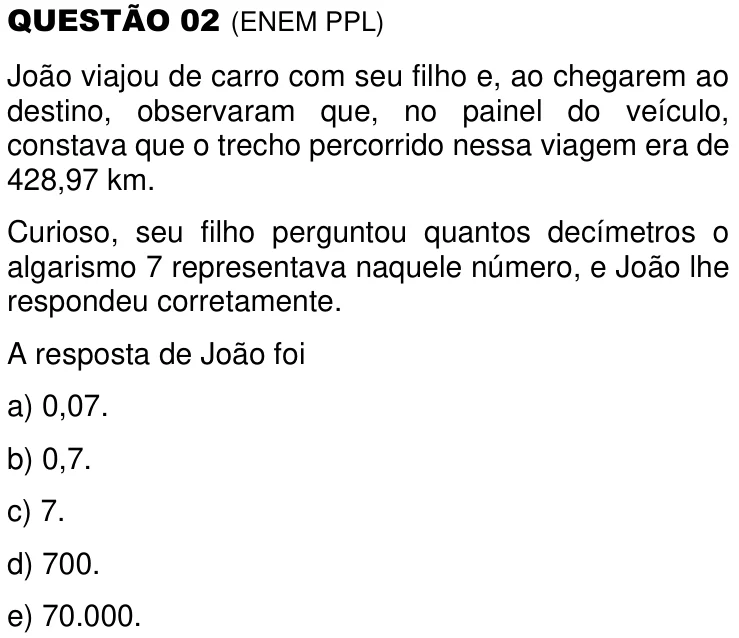 QUESTÃO 02 (ENEM PPL)
João viajou de carro com seu filho e, ao chegarem ao
destino, observaram que, no painel do veículo,
constava que o trecho percorrido nessa viagem era de
428,97 km.
Curioso, seu filho perguntou quantos decímetros o
algarismo 7 representava naquele número, e João lhe
respondeu corretamente.
A resposta de João foi
a) 0,07.
b) 0,7.
c) 7.
d) 700.
e) 70.000.